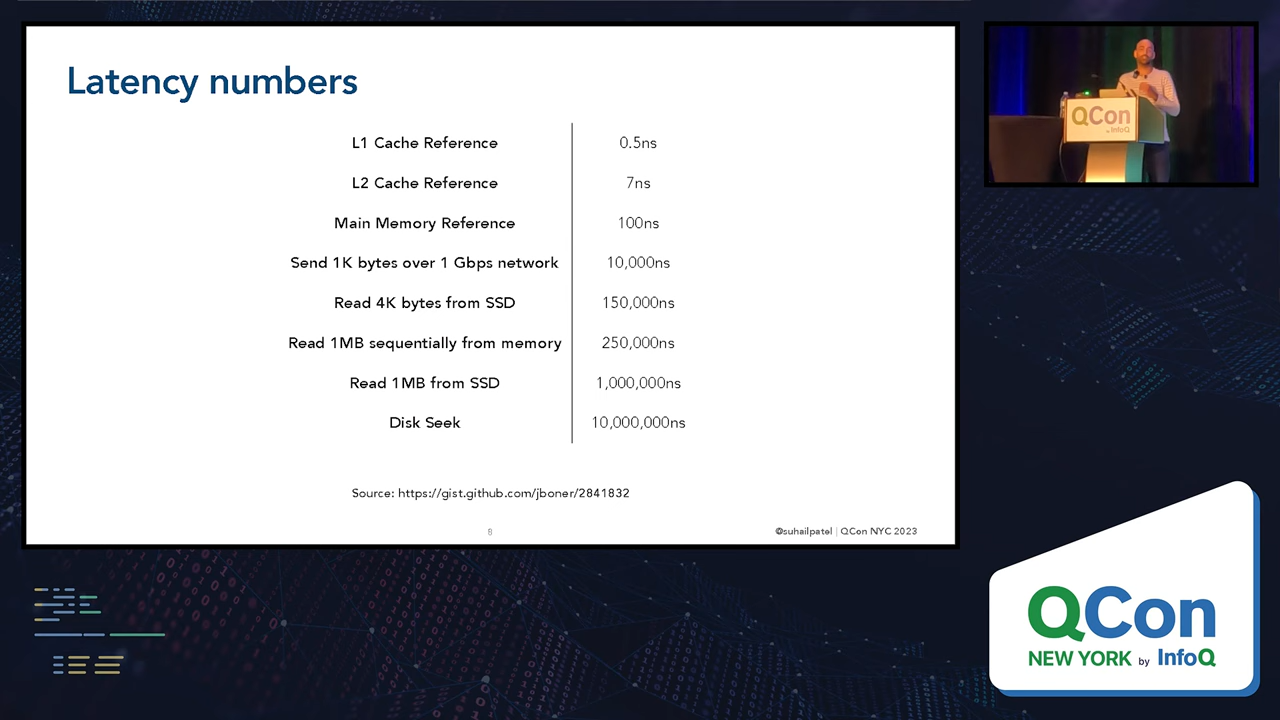 Latency numbers
L1 Cache Reference 0.5ns
L2 Cache Reference 7ns
Main Memory Reference 100ns
Send 1K bytes over 1 Gbps network 10,000ns
Read 4K bytes from SSD 150,000ns
Read 1MB sequentially from memory 250,000ns
Read 1MB from SSD 1,000,000ns
Disk Seek 10,000,000ns
Source: https://gist.github.com/jboner/2841832
8
@suhailpatel | QCon NYC 2023
QCon
by InfoQ
QCon
NEW YORK by InfoQ